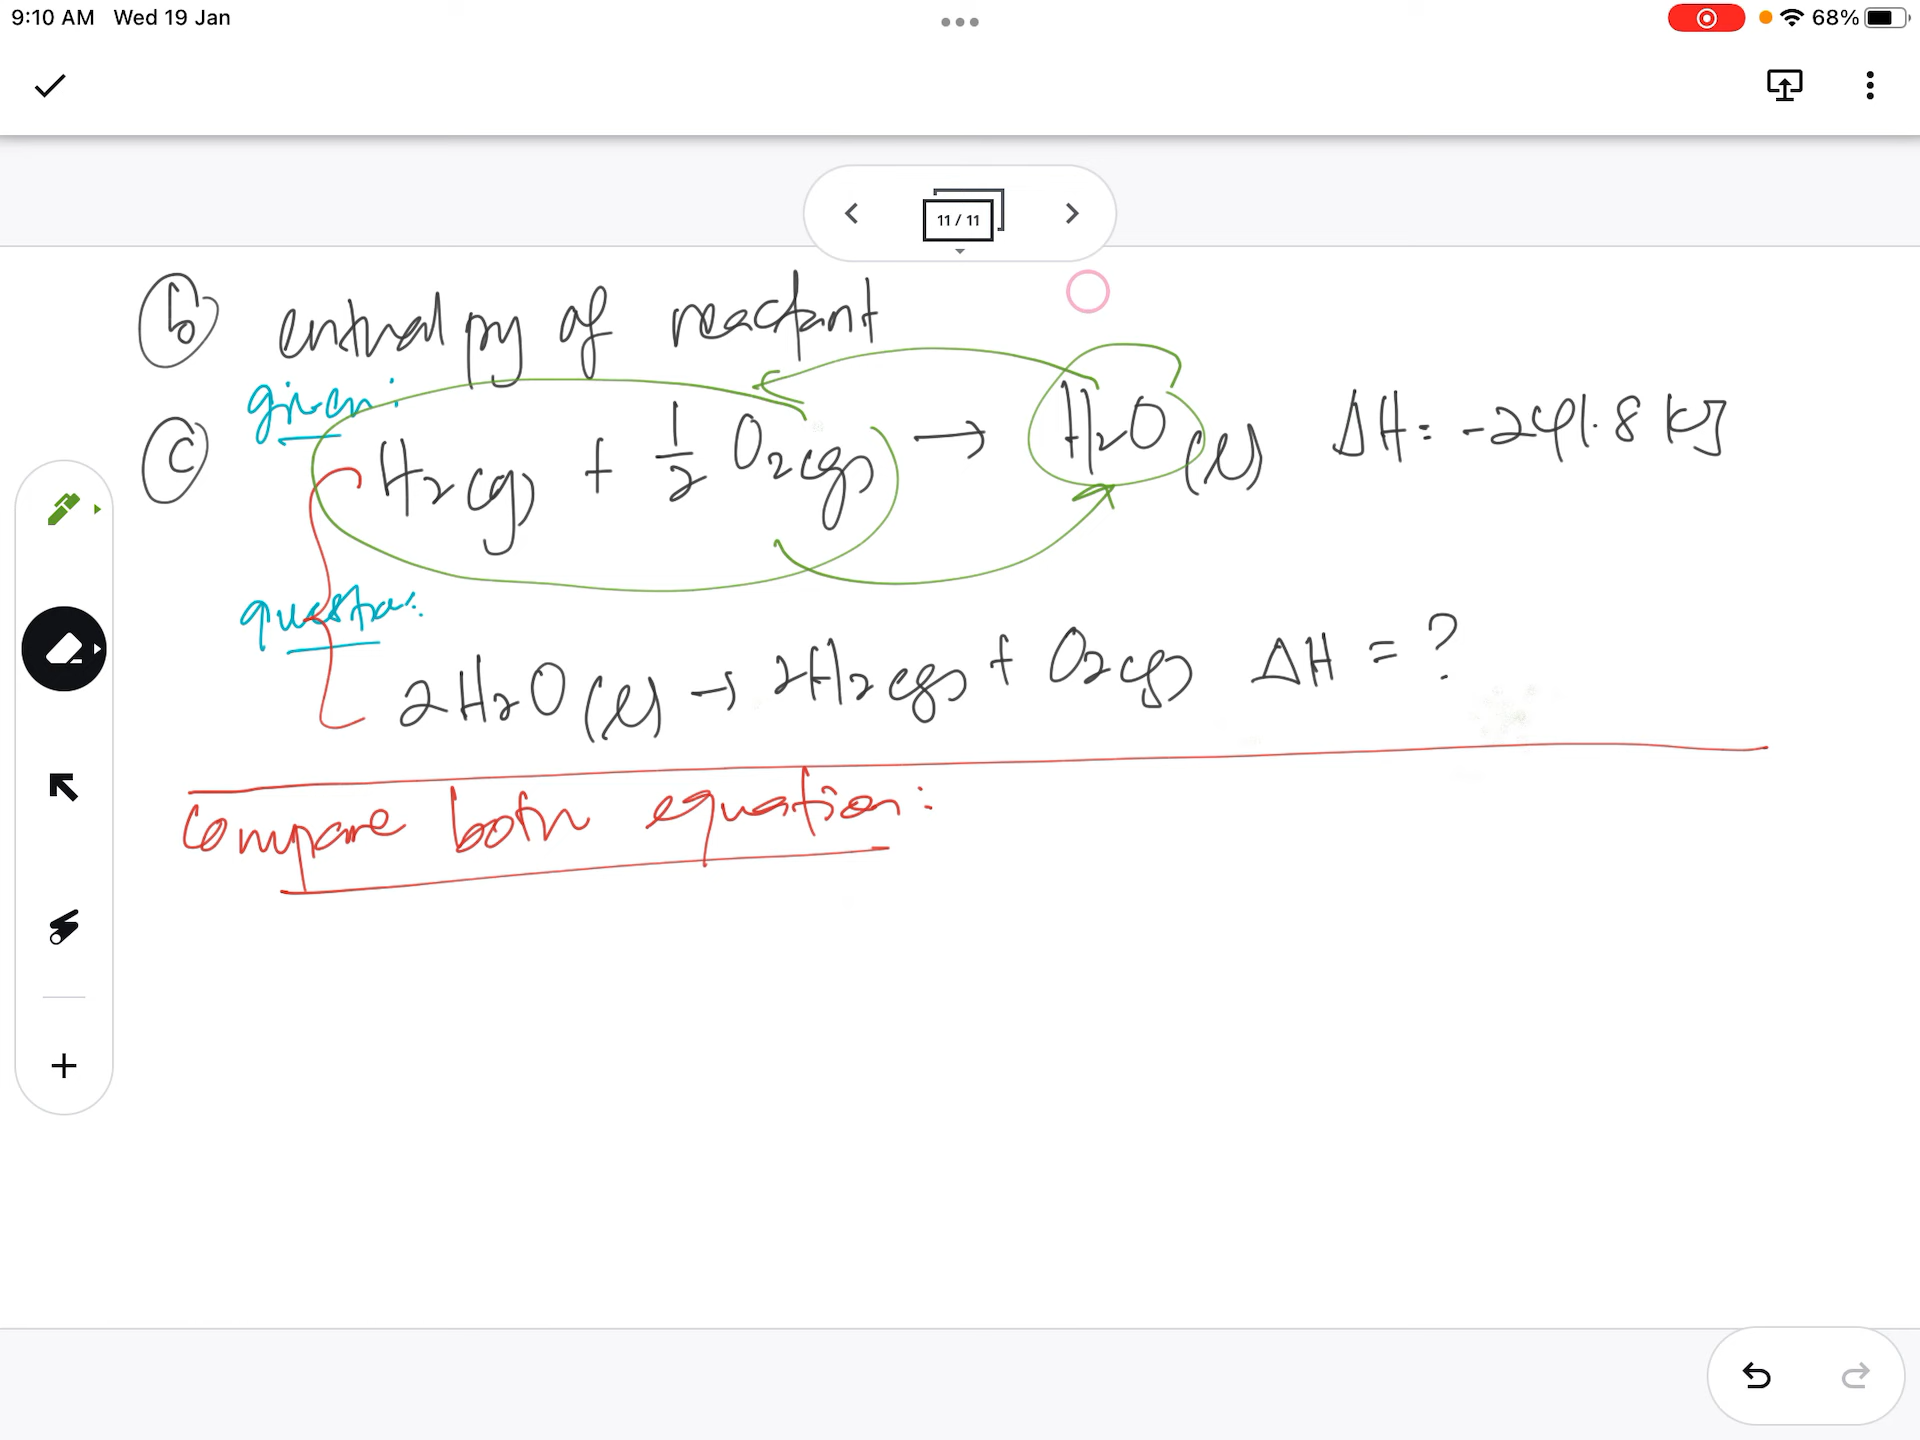 9:10 AM Wed 19 Jan
68%
11 / 11
b enthalpy of reactant
given:
c H2(g) + 1/2 O2(g) → H2O(l) ΔH = -241.8 kJ
question:
2H2O(l) → 2H2(g) + O2(g) ΔH = ?
Compare both equation: